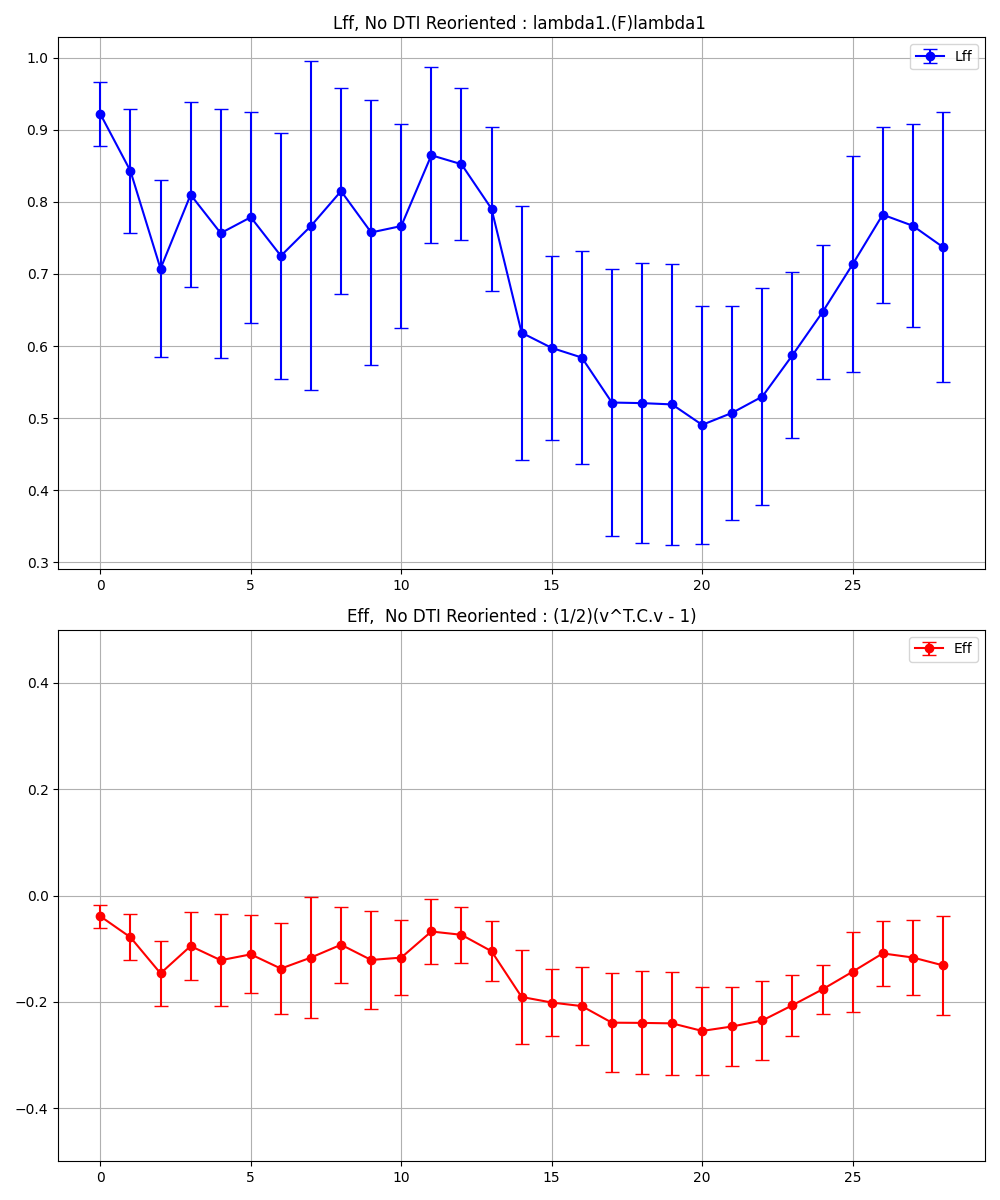 Lff, No DTI Reoriented : lambda1.(F)lambda1
Lff
1.0
0.9
0.8
0.7
0.6
0.5
0.4
0.3
0 5 10 15 20 25
Eff,  No DTI Reoriented : (1/2)(v^T.C.v - 1)
Eff
0.4
0.2
0.0
−0.2
−0.4
0 5 10 15 20 25